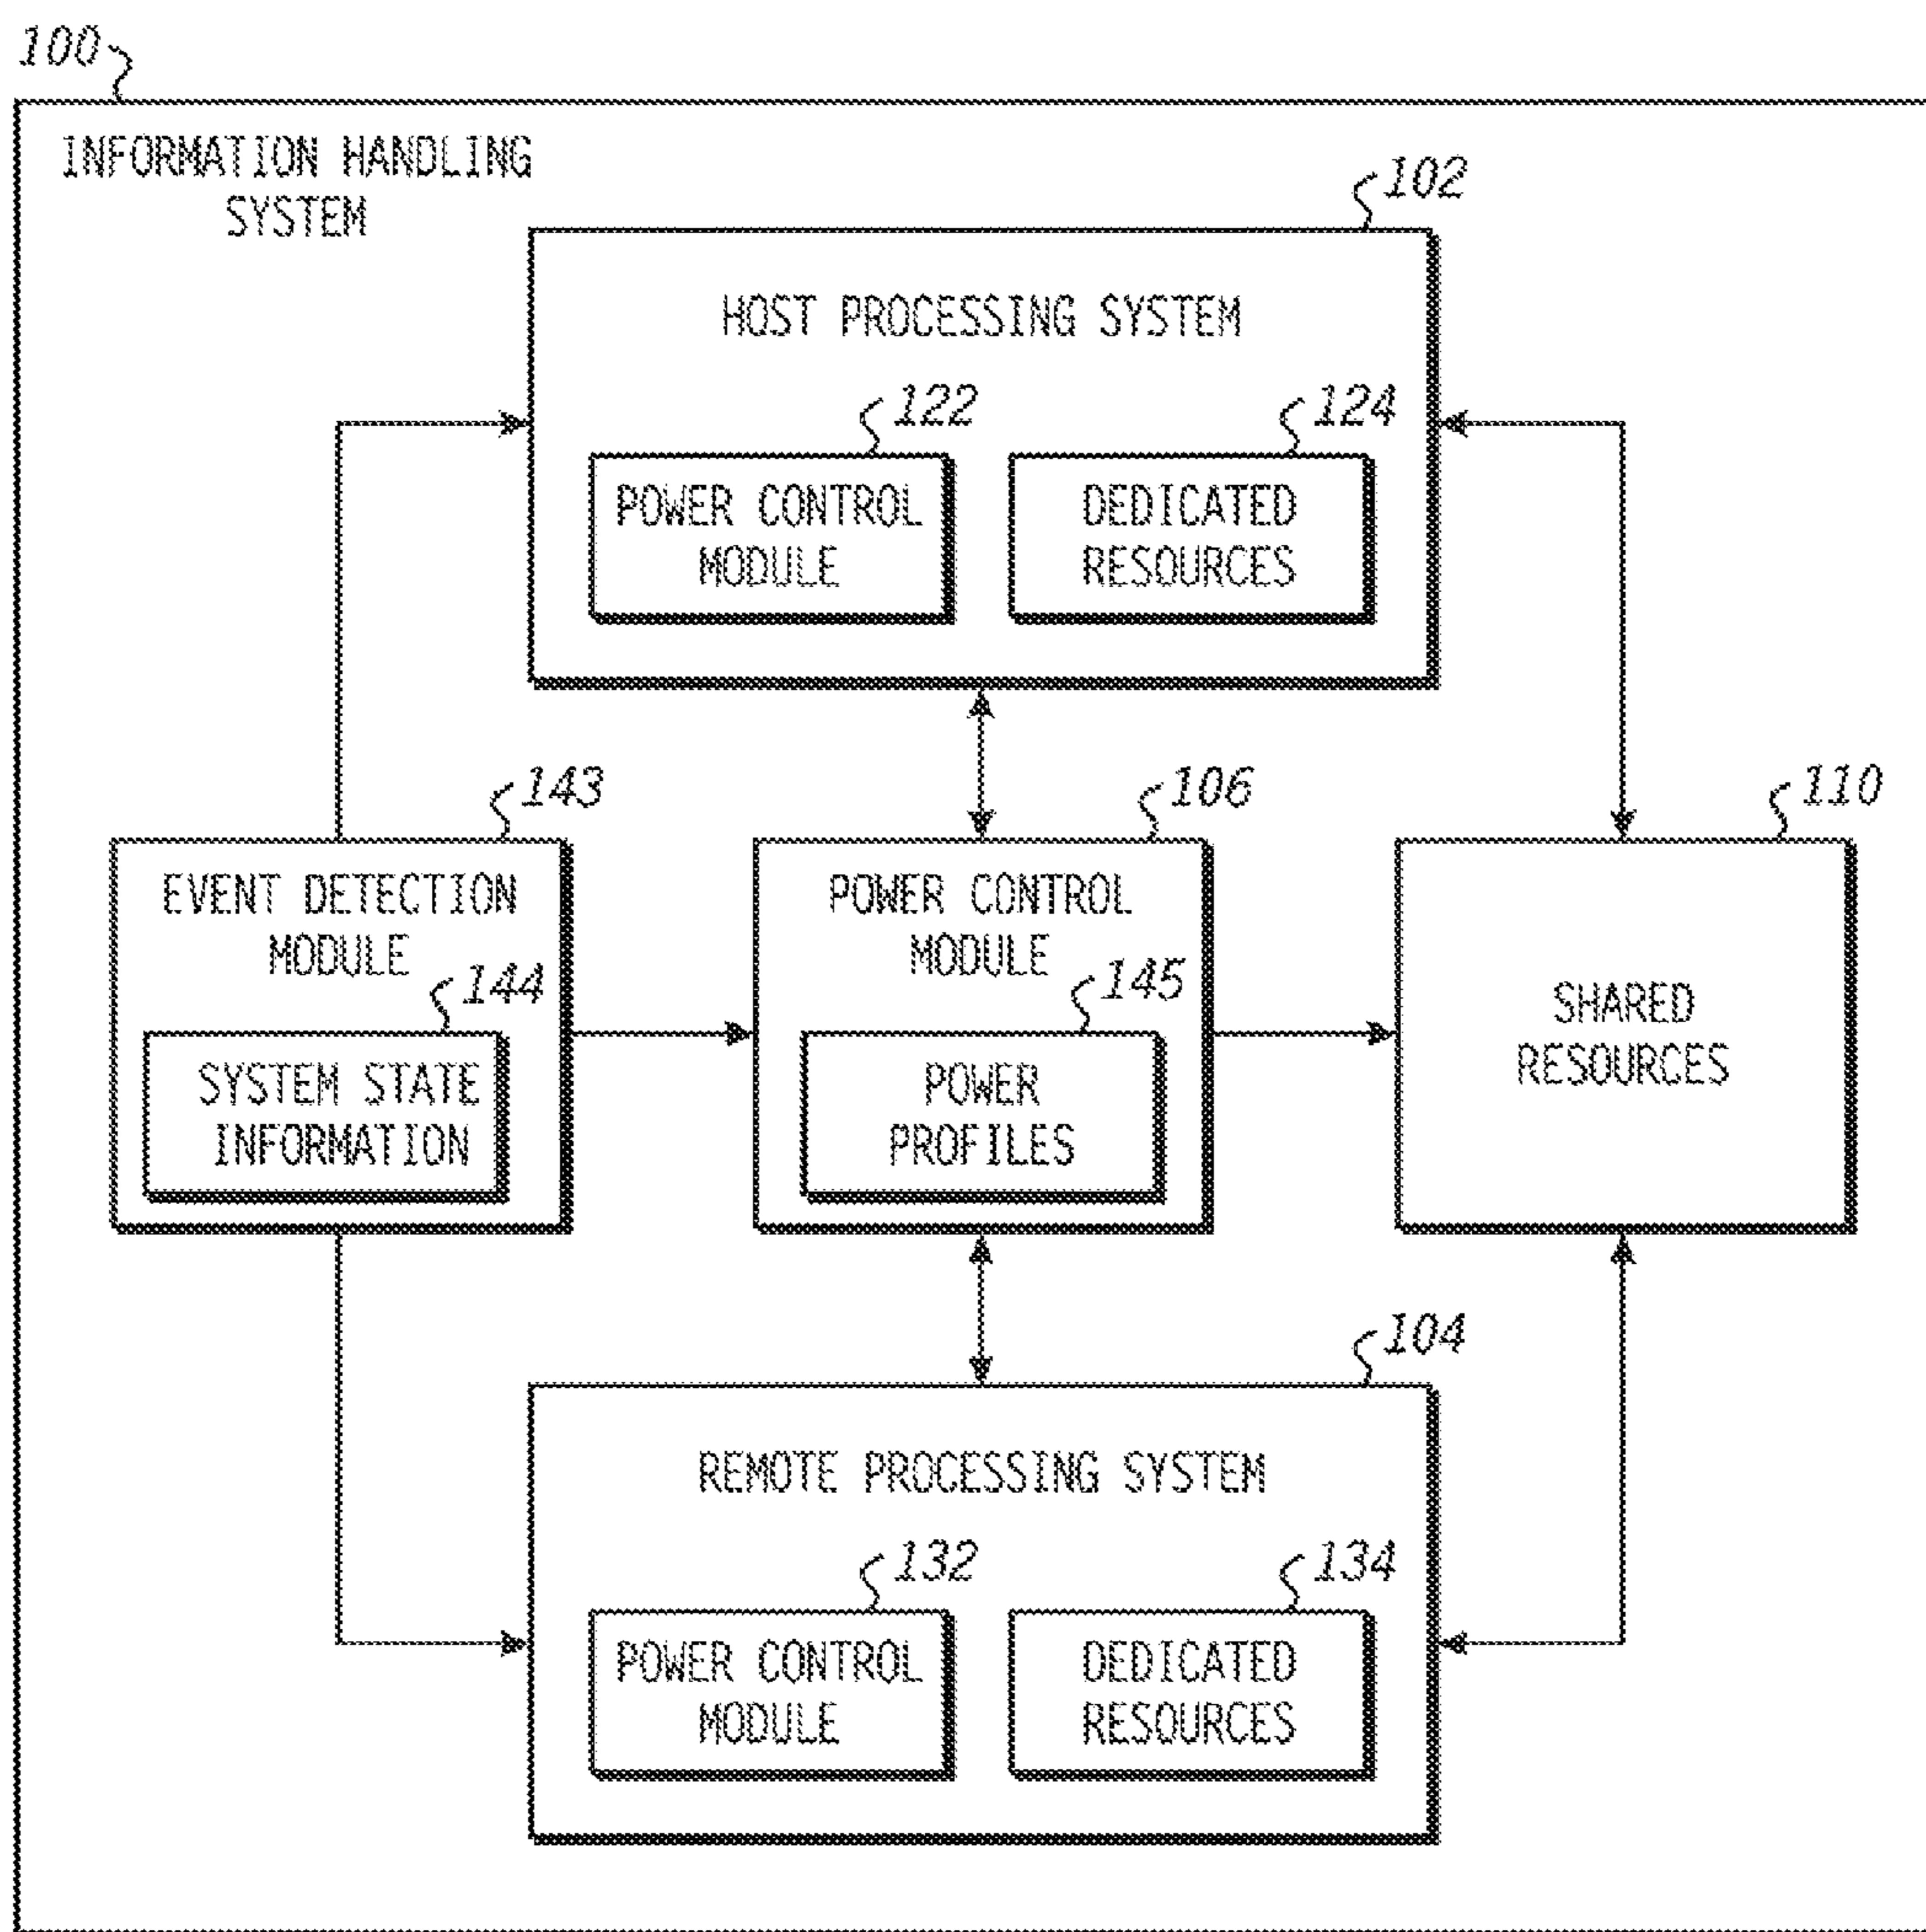 100
INFORMATION HANDLING
SYSTEM
102
HOST PROCESSING SYSTEM
122
124
POWER CONTROL
MODULE
DEDICATED
RESOURCES
143
106
110
EVENT DETECTION
MODULE
144
SYSTEM STATE
INFORMATION
POWER CONTROL
MODULE
145
POWER
PROFILES
SHARED
RESOURCES
104
REMOTE PROCESSING SYSTEM
132
134
POWER CONTROL
MODULE
DEDICATED
RESOURCES